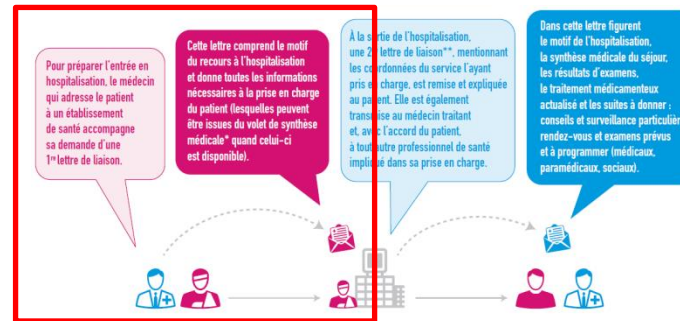 Pour préparer l'entrée en
hospitalisation, le médecin
qui adresse le patient
à un établissement
de santé accompagne
sa demande d'une
1re lettre de liaison.
Cette lettre comprend le motif
du recours à l'hospitalisation
et donne toutes les informations
nécessaires à la prise en charge
du patient (lesquelles peuvent
être issues du volet de synthèse
médicale* quand celui-ci
est disponible).
À la sortie de l'hospitalisation,
une 2e lettre de liaison**, mentionnant
les coordonnées du service l'ayant
pris en charge, est remise et expliquée
au patient. Elle est également
transmise au médecin traitant
et, avec l'accord du patient,
à tout autre professionnel de santé
impliqué dans sa prise en charge.
Dans cette lettre figurent
le motif de l'hospitalisation,
la synthèse médicale du séjour,
les résultats d'examens,
le traitement médicamenteux
actualisé et les suites à donner :
conseils et surveillance particulière
rendez-vous et examens prévus
et à programmer (médicaux,
paramédicaux, sociaux).